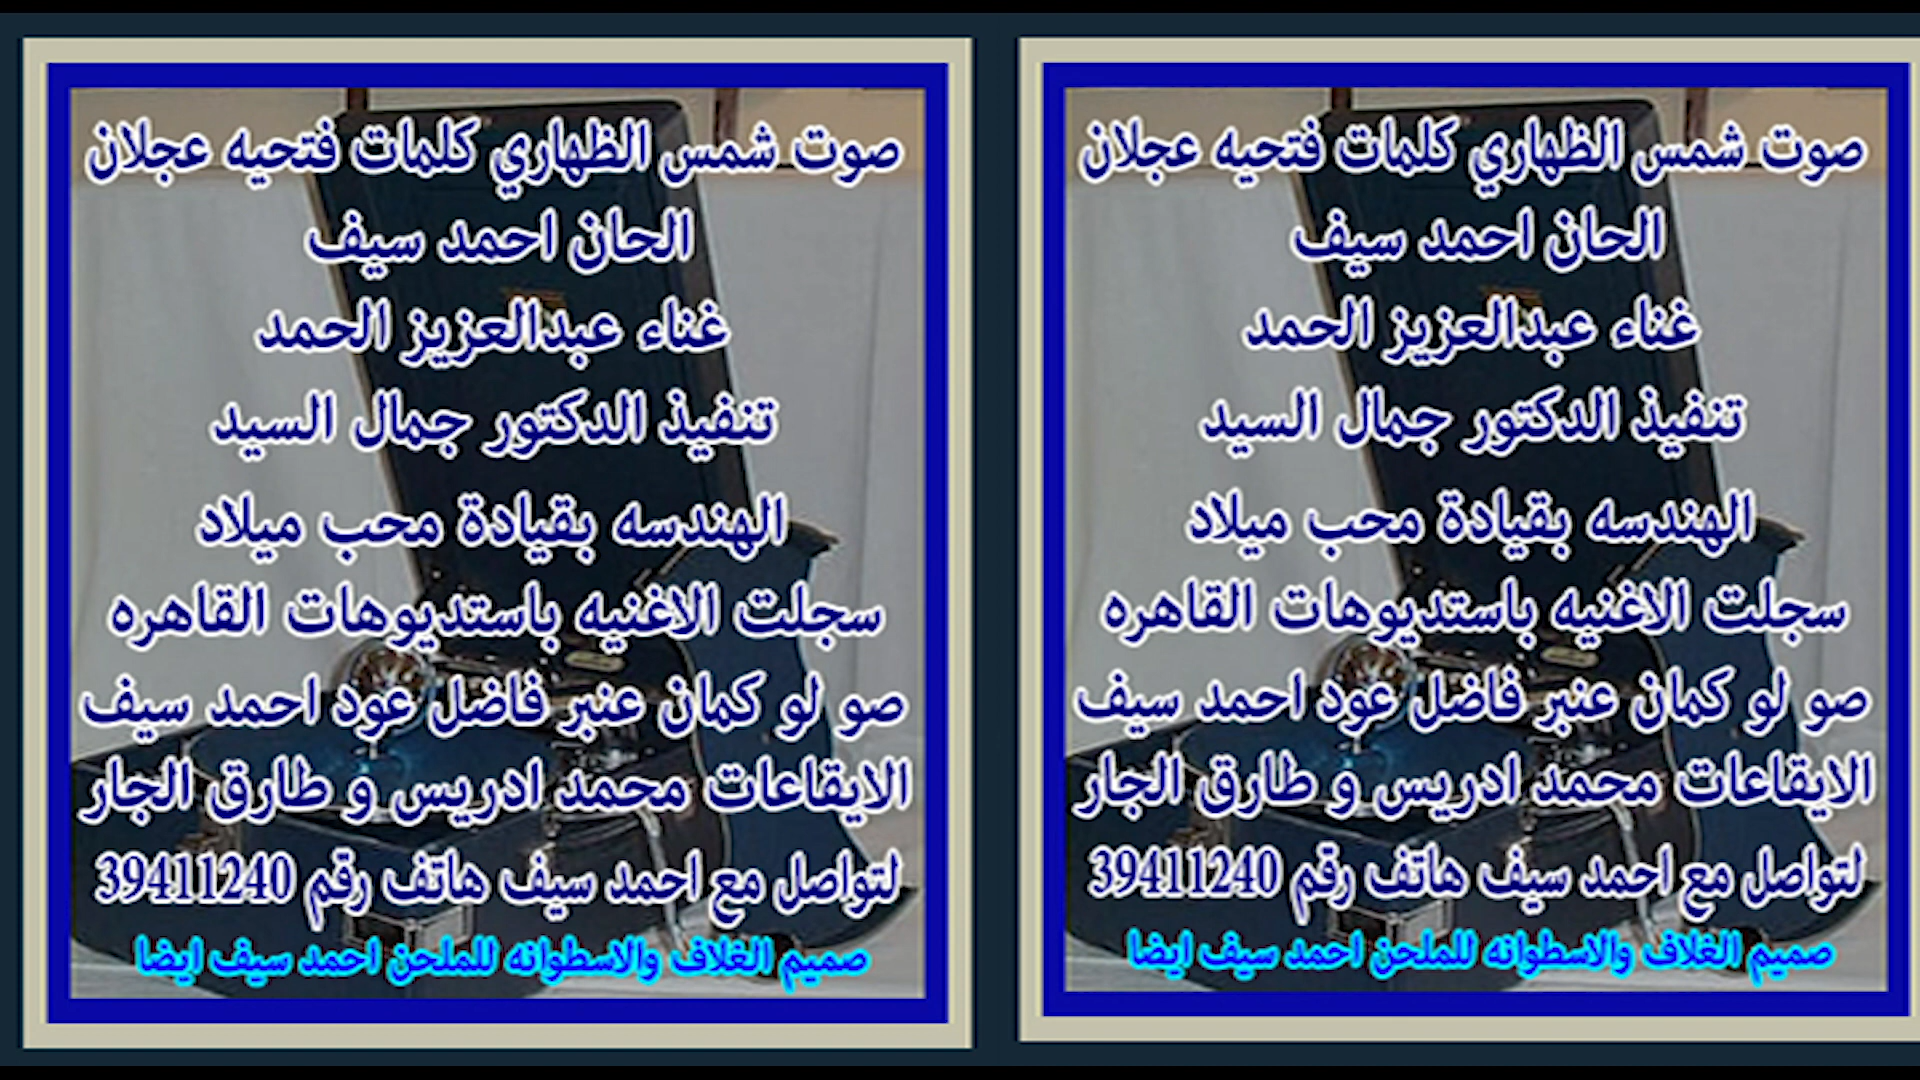 صوت شمس الظهاري كلمات فتحيه عجلان
الحان احمد سيف
غناء عبدالعزيز الحمد
تنفيذ الدكتور جمال السيد
الهندسه بقيادة محب ميلاد
سجلت الاغنيه باستديوهات القاهره
صو لو كمان عنبر فاضل عود احمد سيف
الايقاعات محمد ادريس و طارق الجار
لتواصل مع احمد سيف هاتف رقم 39411240
صميم الغلاف والاسطوانه للملحن احمد سيف ايضا
صوت شمس الظهاري كلمات فتحيه عجلان
الحان احمد سيف
غناء عبدالعزيز الحمد
تنفيذ الدكتور جمال السيد
الهندسه بقيادة محب ميلاد
سجلت الاغنيه باستديوهات القاهره
صو لو كمان عنبر فاضل عود احمد سيف
الايقاعات محمد ادريس و طارق الجار
لتواصل مع احمد سيف هاتف رقم 39411240
صميم الغلاف والاسطوانه للملحن احمد سيف ايضا